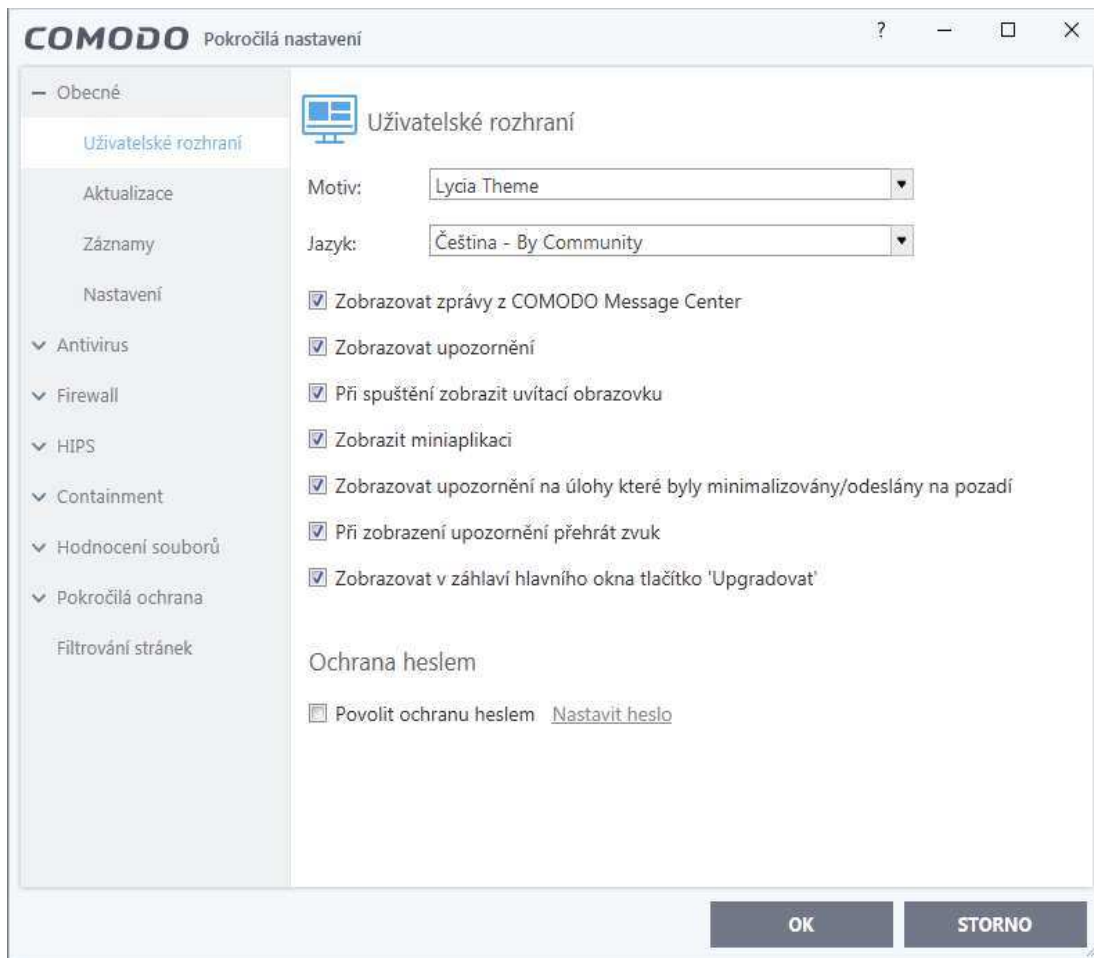 COMODO Pokročilá nastavení
?
Obecné
Uživatelské rozhraní
Aktualizace
Záznamy
Nastavení
Antivirus
Firewall
HIPS
Containment
Hodnocení souborů
Pokročilá ochrana
Filtrování stránek
Uživatelské rozhraní
Motiv: Lycia Theme
Jazyk: Čeština - By Community
Zobrazovat zprávy z COMODO Message Center
Zobrazovat upozornění
Při spuštění zobrazit uvítací obrazovku
Zobrazit miniaplikaci
Zobrazovat upozornění na úlohy které byly minimalizovány/odeslány na pozadí
Při zobrazení upozornění přehrát zvuk
Zobrazovat v záhlaví hlavního okna tlačítko 'Upgradovat'
Ochrana heslem
Povolit ochranu heslem Nastavit heslo
OK STORNO